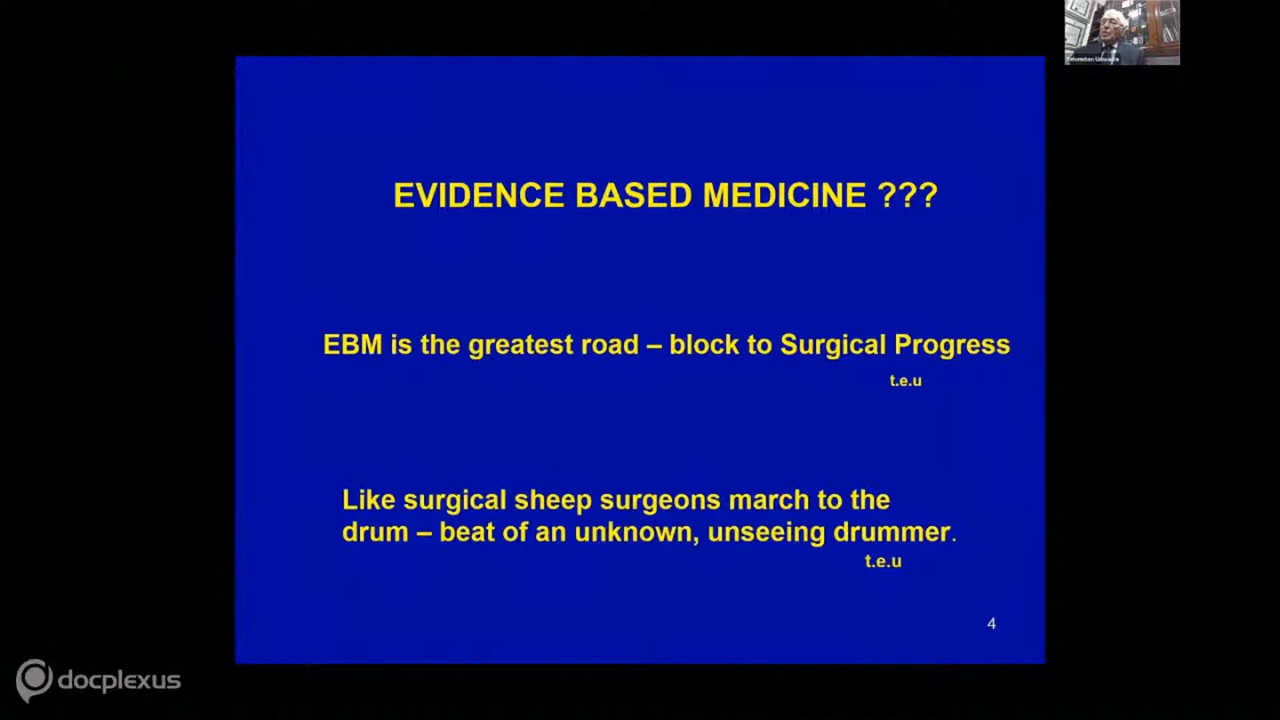 EVIDENCE BASED MEDICINE ???
EBM is the greatest road – block to Surgical Progress
t.e.u
Like surgical sheep surgeons march to the
drum – beat of an unknown, unseeing drummer.
t.e.u
4
docplexus